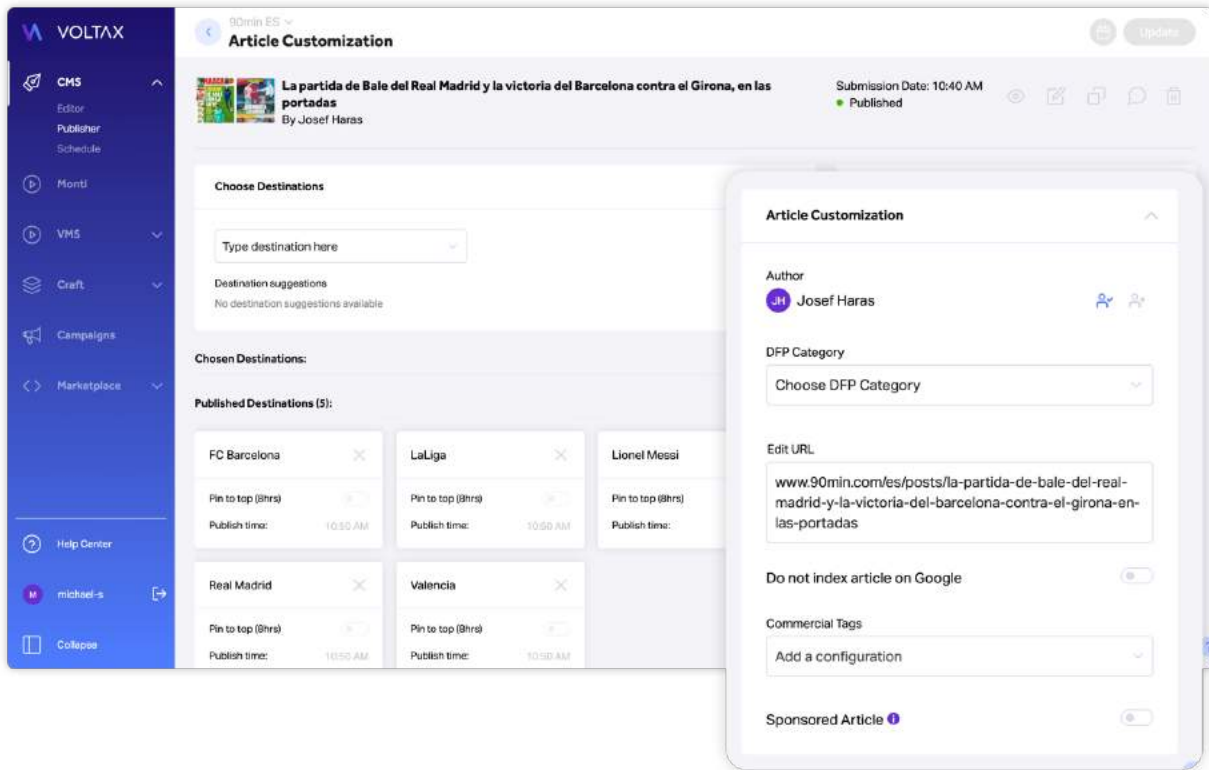 VOLTAX
CMS
Editor
Publisher
Schedule
Monti
VMS
Craft
Campaigns
Marketplace
Help Center
M
michael-s
Collapse
90min ES
Article Customization
Update
La partida de Bale del Real Madrid y la victoria del Barcelona contra el Girona, en las
portadas
By Josef Haras
Submission Date: 10:40 AM
Published
Choose Destinations
Type destination here
Destination suggestions
No destination suggestions available
Chosen Destinations:
Published Destinations (5):
FC Barcelona
Pin to top (8hrs)
Publish time: 10:50 AM
LaLiga
Pin to top (8hrs)
Publish time: 10:50 AM
Lionel Messi
Pin to top (8hrs)
Publish time:
Real Madrid
Pin to top (8hrs)
Publish time: 10:50 AM
Valencia
Pin to top (8hrs)
Publish time: 10:50 AM
Article Customization
Author
JH Josef Haras
DFP Category
Choose DFP Category
Edit URL
www.90min.com/es/posts/la-partida-de-bale-del-real-
madrid-y-la-victoria-del-barcelona-contra-el-girona-en-
las-portadas
Do not index article on Google
Commercial Tags
Add a configuration
Sponsored Article